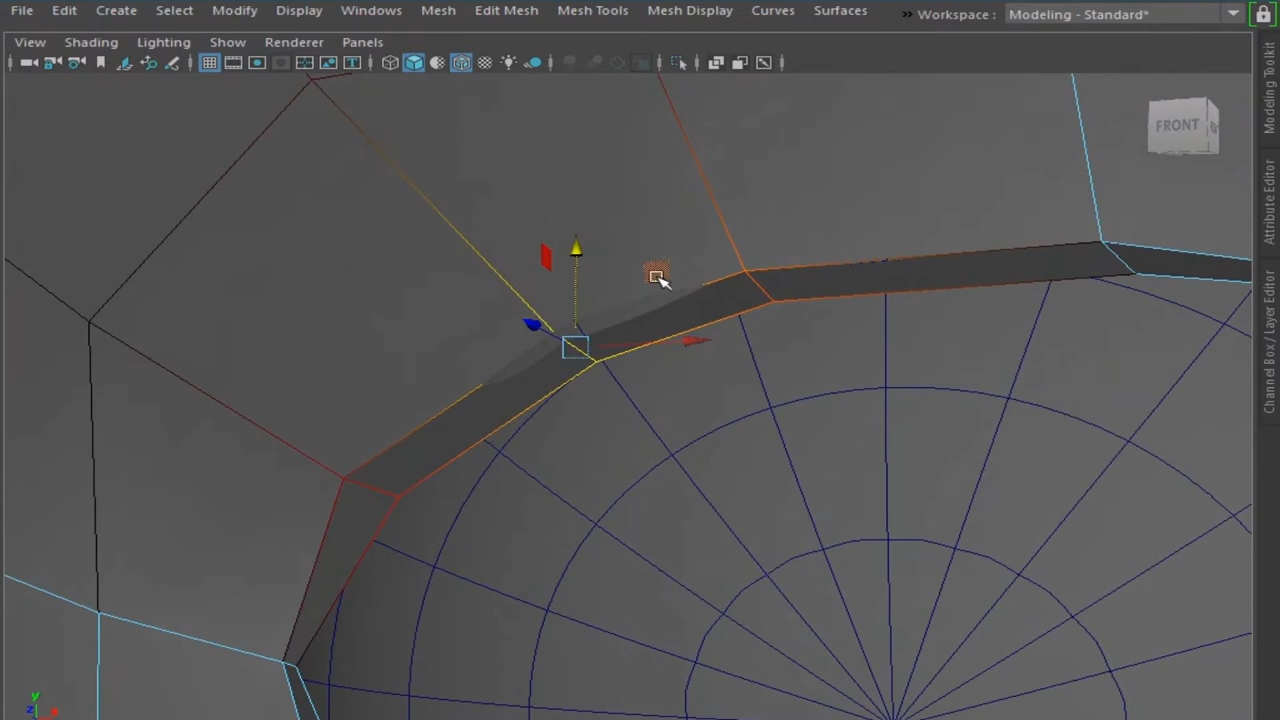 File Edit Create Select Modify Display Windows Mesh Edit Mesh Mesh Tools Mesh Display Curves Surfaces » Workspace : Modeling - Standard*
View Shading Lighting Show Renderer Panels
FRONT
Modeling Toolkit
Attribute Editor
Channel Box / Layer Editor
y
z